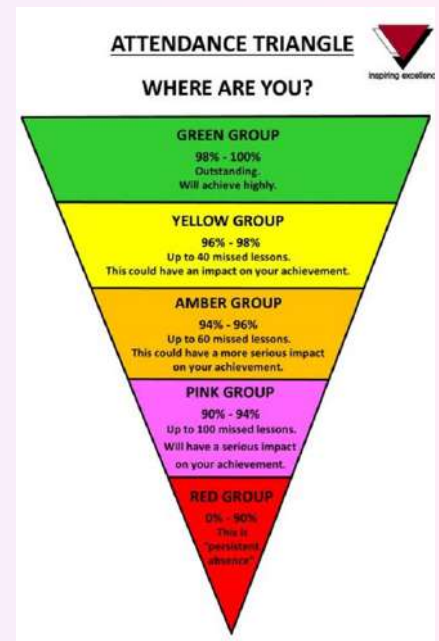 ATTENDANCE TRIANGLE
inspiring excellenc
WHERE ARE YOU?
GREEN GROUP
98% - 100%
Outstanding.
Will achieve highly.
YELLOW GROUP
96% - 98%
Up to 40 missed lessons.
This could have an impact on your achievement.
AMBER GROUP
94% - 96%
Up to 60 missed lessons.
This could have a more serious impact
on your achievement.
PINK GROUP
90% - 94%
Up to 100 missed lessons.
Will have a serious impact
on your achievement.
RED GROUP
0% - 90%
This is
"persistent
absence"